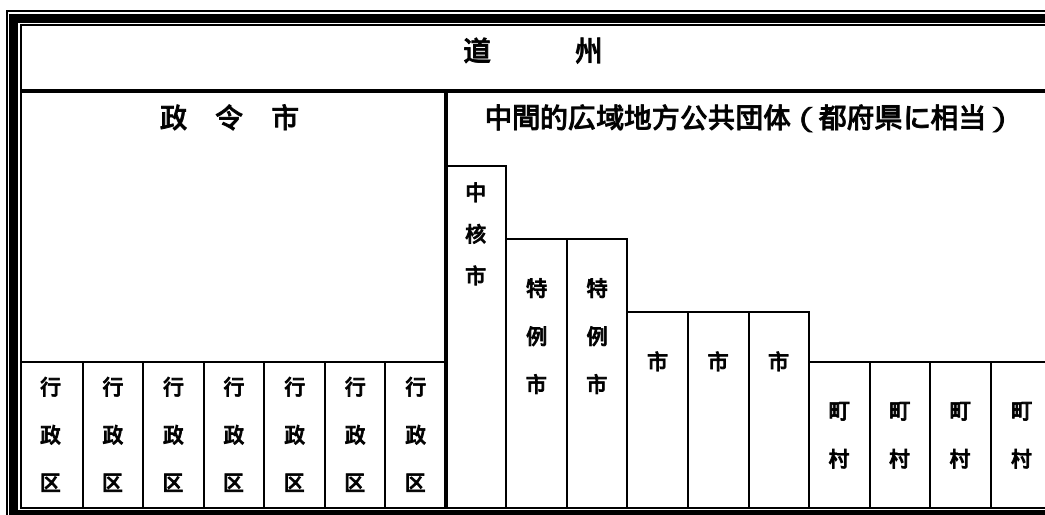 道　　州
政　令　市
中間的広域地方公共団体（都府県に相当）
行政区
行政区
行政区
行政区
行政区
行政区
行政区
中核市
特例市
特例市
市
市
市
町村
町村
町村
町村